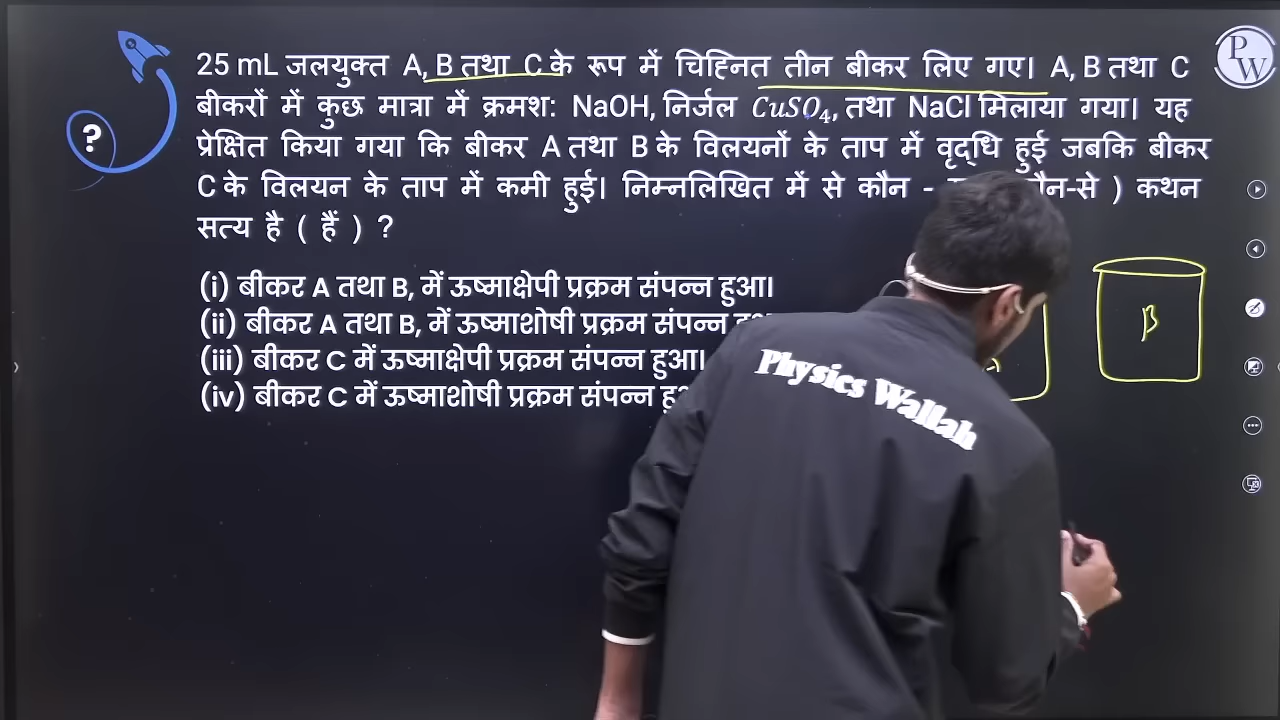 25 mL जलयुक्त A, B तथा C के रूप में चिह्नित तीन बीकर लिए गए। A, B तथा C
बीकरों में कुछ मात्रा में क्रमश: NaOH, निर्जल CuSO₄, तथा NaCl मिलाया गया। यह
?
प्रेक्षित किया गया कि बीकर A तथा B के विलयनों के ताप में वृद्धि हुई जबकि बीकर
C के विलयन के ताप में कमी हुई। निम्नलिखित में से कौन - ) कथन
सत्य है ( हैं ) ?
(i) बीकर A तथा B, में ऊष्माक्षेपी प्रक्रम संपन्न हुआ।
(ii) बीकर A तथा B, में ऊष्माशोषी प्रक्रम संपन्न
(iii) बीकर C में ऊष्माक्षेपी प्रक्रम संपन्न हुआ।
(iv) बीकर C में ऊष्माशोषी प्रक्रम संपन्न
B
Physics Wallah
PW